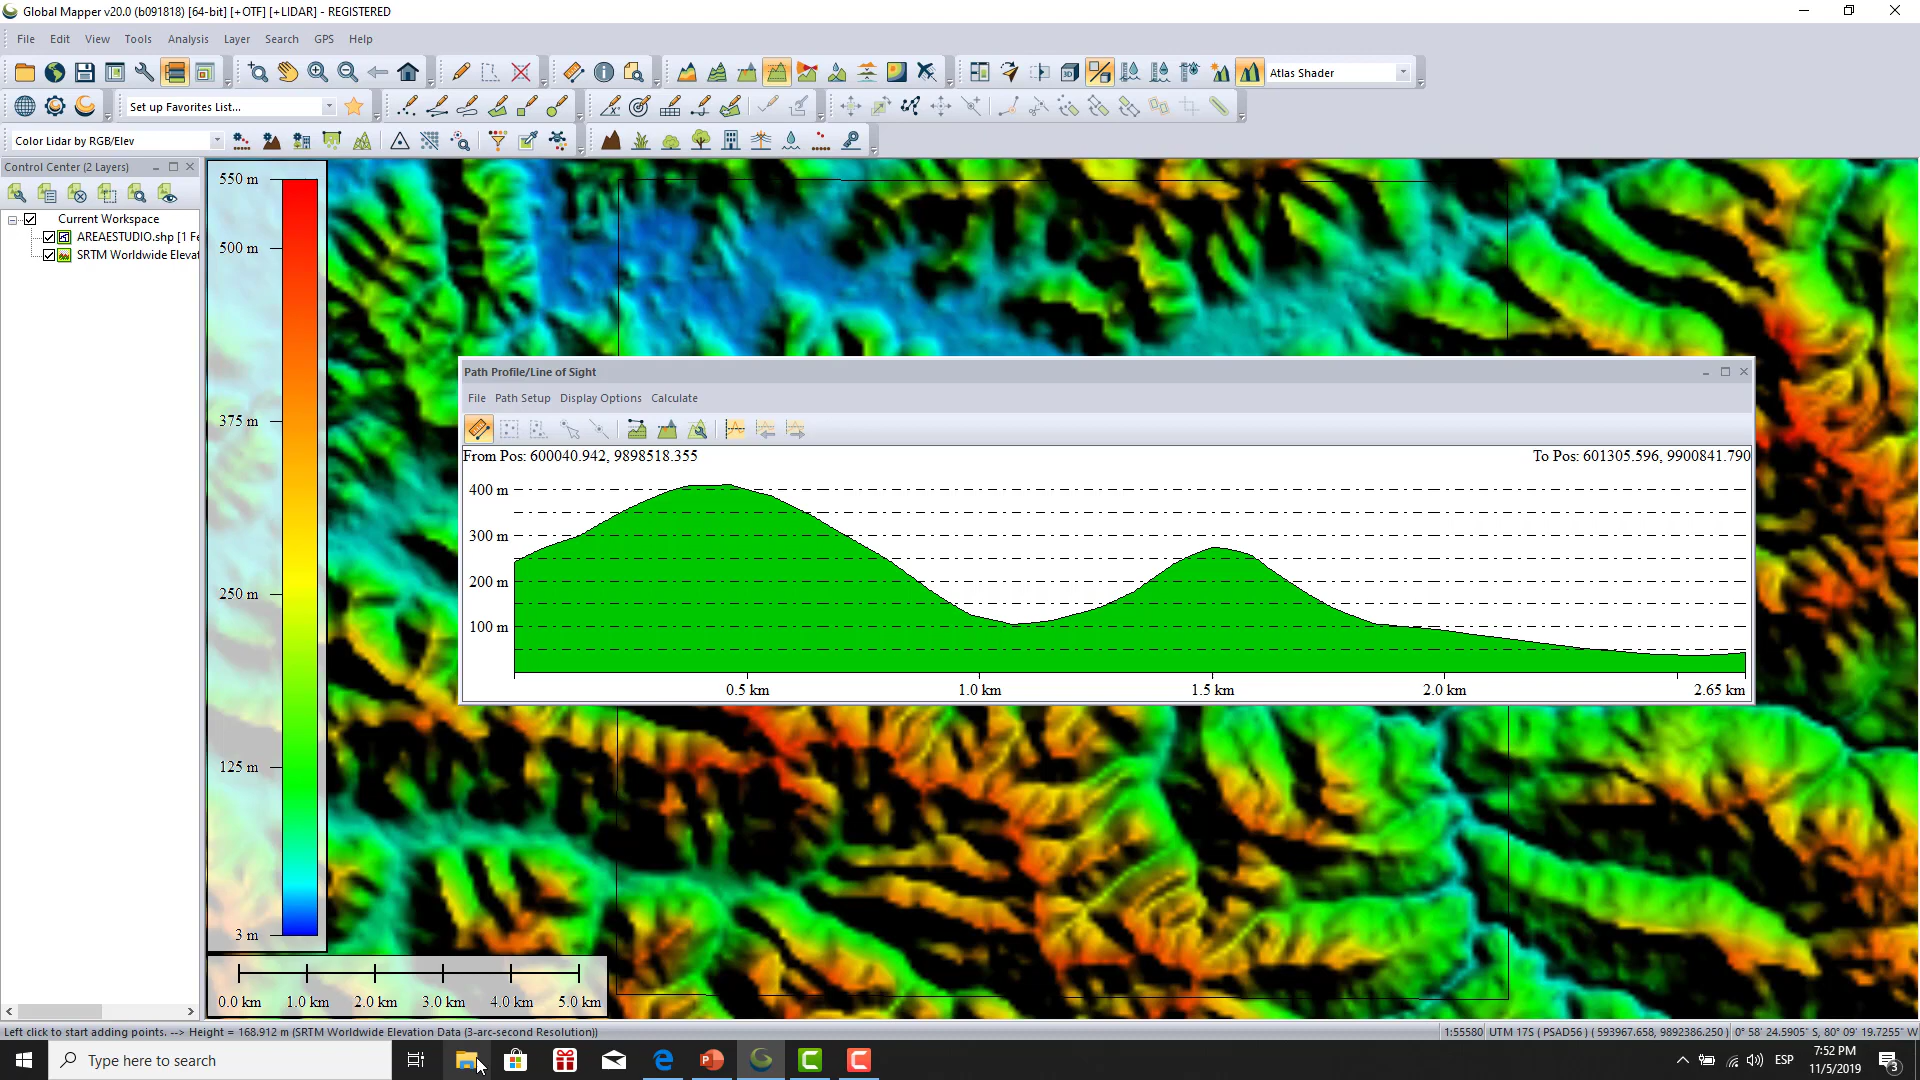 Global Mapper v20.0 (b091818) [64-bit] [+OTF] [+LIDAR] - REGISTERED
File Edit View Tools Analysis Layer Search GPS Help
Atlas Shader
Set up Favorites List...
Color Lidar by RGB/Elev
Control Center (2 Layers)
Current Workspace
AREAESTUDIO.shp [1 Fe
SRTM Worldwide Elevat
550 m
500 m
375 m
250 m
125 m
3 m
Path Profile/Line of Sight
File Path Setup Display Options Calculate
From Pos: 600040.942, 9898518.355 To Pos: 601305.596, 9900841.790
400 m
300 m
200 m
100 m
0.5 km 1.0 km 1.5 km 2.0 km 2.65 km
0.0 km 1.0 km 2.0 km 3.0 km 4.0 km 5.0 km
Left click to start adding points. --> Height = 168.912 m (SRTM Worldwide Elevation Data (3-arc-second Resolution)) 1:55580 UTM 17S ( PSAD56 ) ( 593967.658, 9892386.250 ) 0° 58' 24.5905" S, 80° 09' 19.7255" W
Type here to search
ESP
7:52 PM
11/5/2019
3